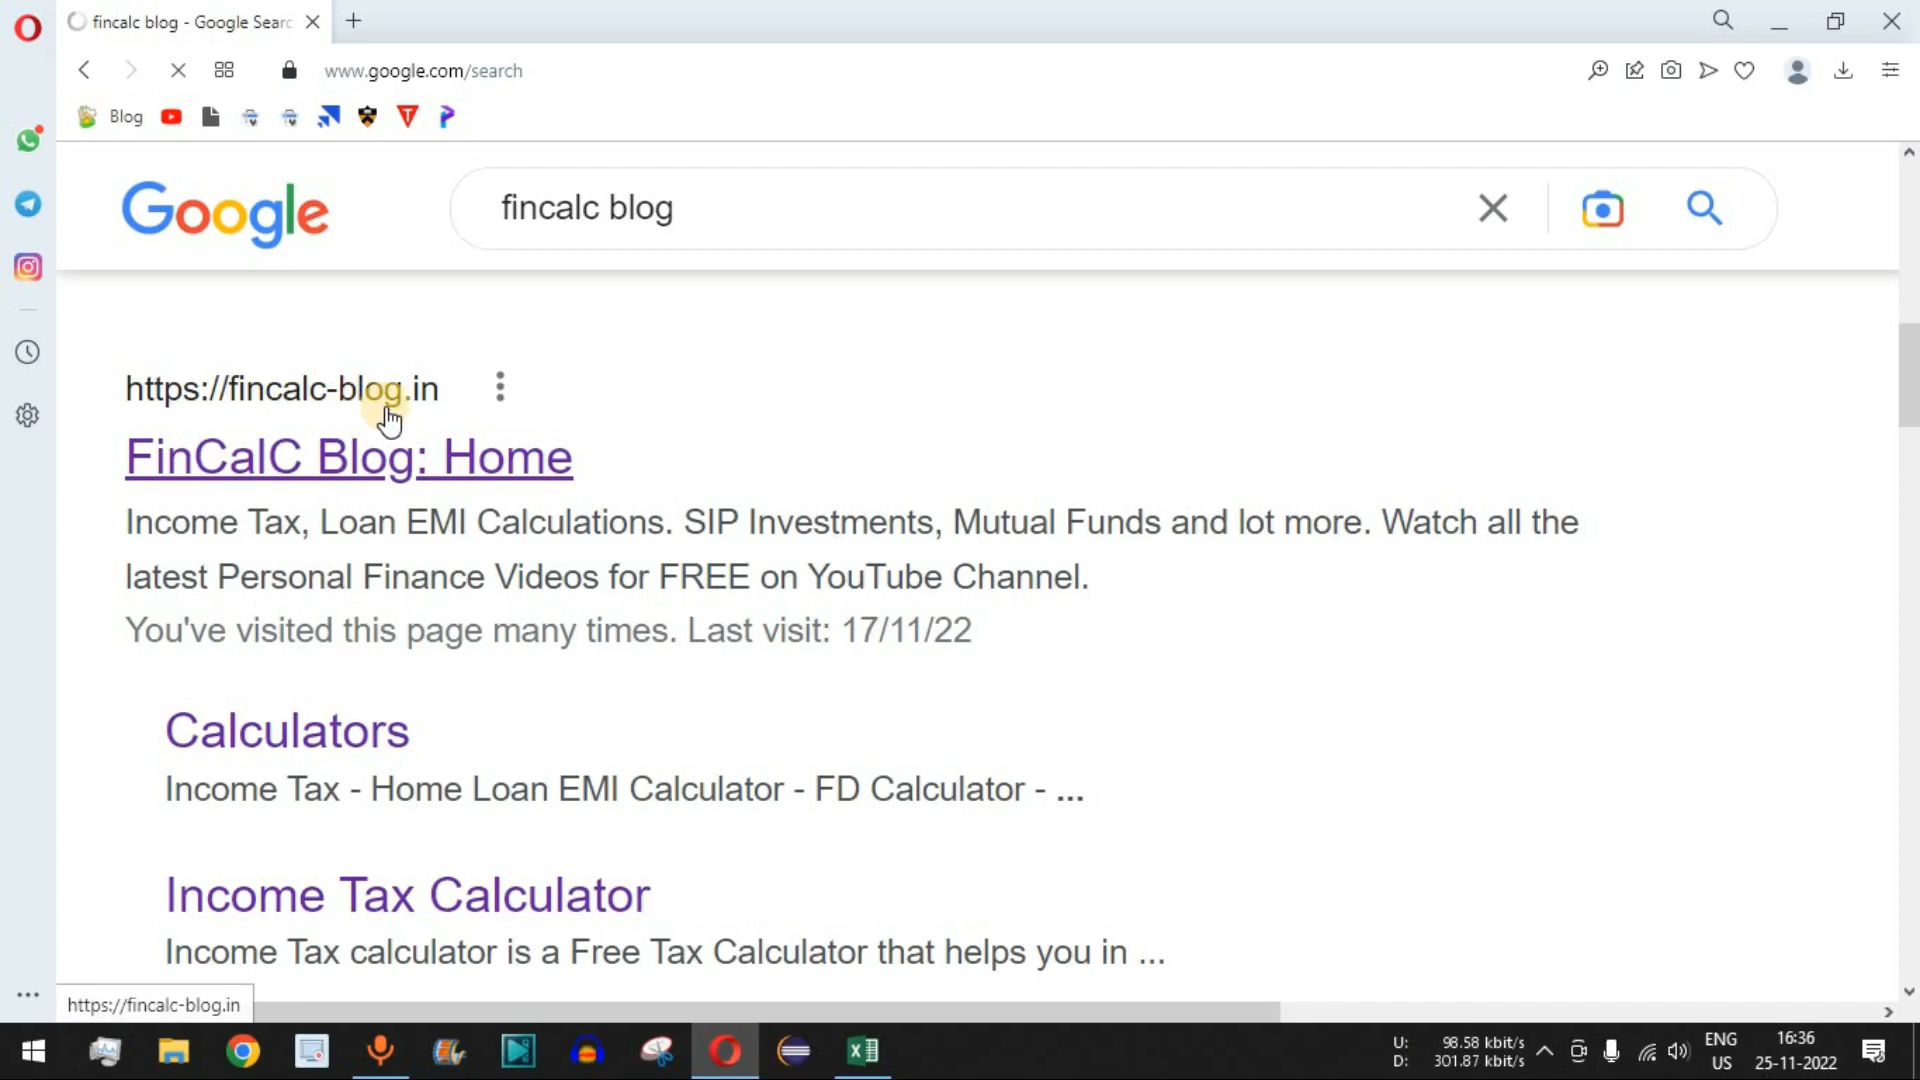 fincalc blog - Google Searc
www.google.com/search
Blog
Google
fincalc blog
https://fincalc-blog.in
FinCalC Blog: Home
Income Tax, Loan EMI Calculations. SIP Investments, Mutual Funds and lot more. Watch all the
latest Personal Finance Videos for FREE on YouTube Channel.
You've visited this page many times. Last visit: 17/11/22
Calculators
Income Tax - Home Loan EMI Calculator - FD Calculator - ...
Income Tax Calculator
Income Tax calculator is a Free Tax Calculator that helps you in ...
https://fincalc-blog.in
U: 98.58 kbit/s
D: 301.87 kbit/s
ENG
US
16:36
25-11-2022